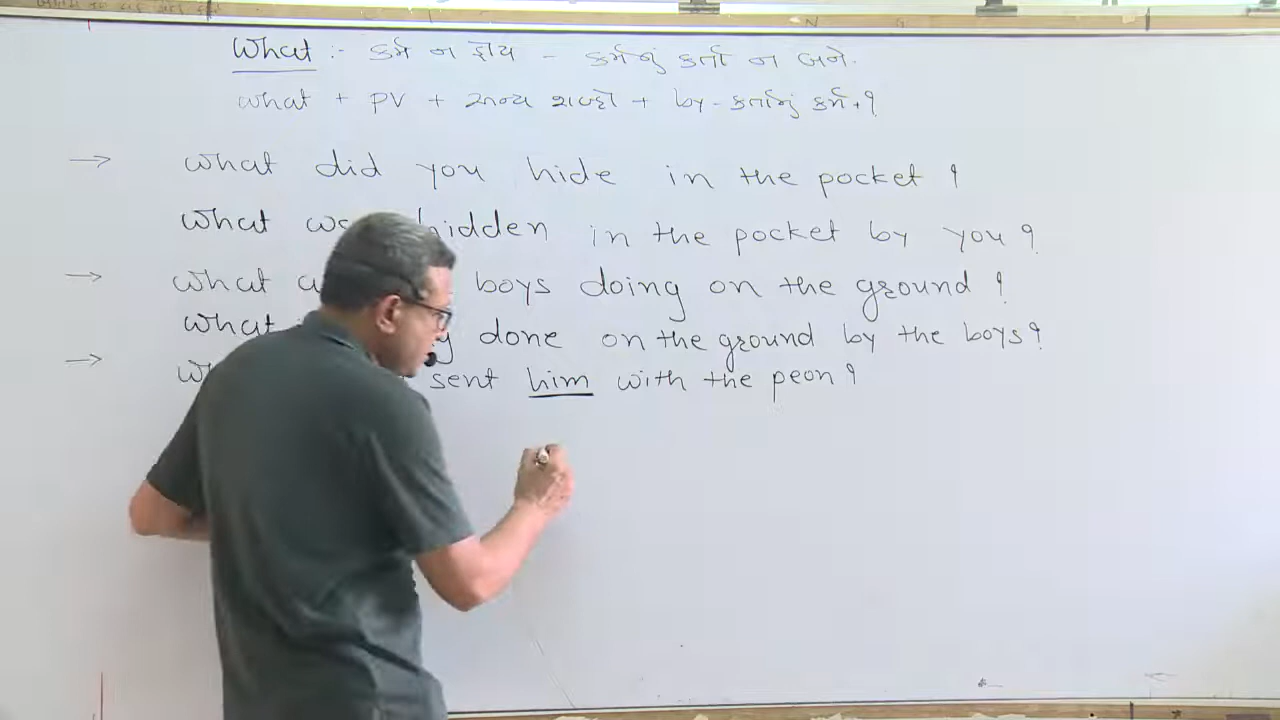 What :- કર્મ ન હોય - કર્મનું કર્તા ન બને.
what + PV + અન્ય શબ્દો + by - કર્તાનું કર્મ + ?
→ what did you hide in the pocket ?
what hidden in the pocket by you ?
→ what boys doing on the ground ?
what done on the ground by the boys ?
→ sent him with the peon ?